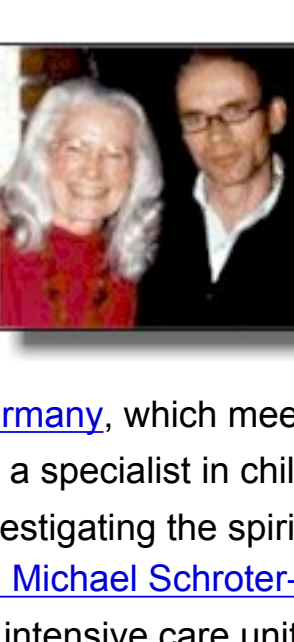 rmany, which mee
a specialist in chil
estigating the spiri
Michael Schroter-
intensive care unit